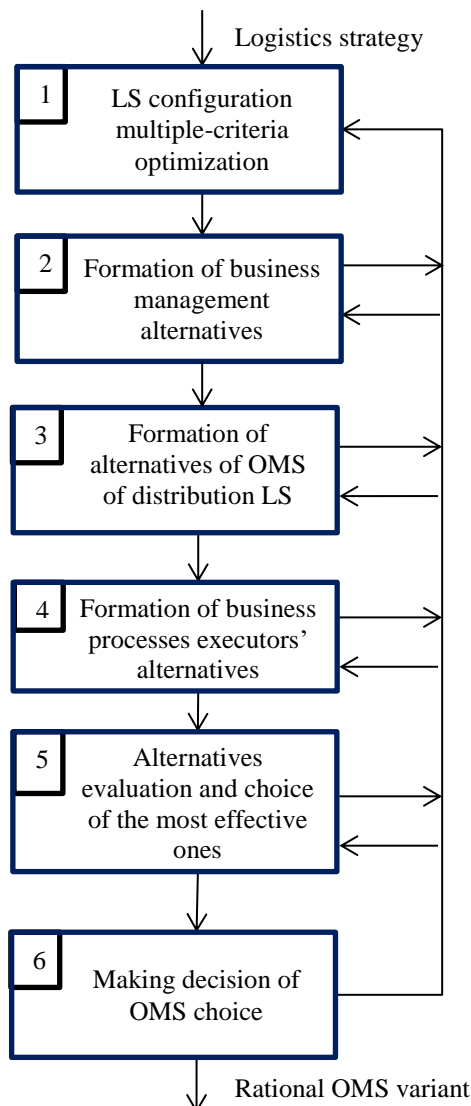 Logistics strategy
1
LS configuration
multiple-criteria
optimization
2
Formation of business
management
alternatives
3
Formation of
alternatives of OMS
of distribution LS
4
Formation of business
processes executors’
alternatives
5
Alternatives
evaluation and choice
of the most effective
ones
6
Making decision of
OMS choice
Rational OMS variant